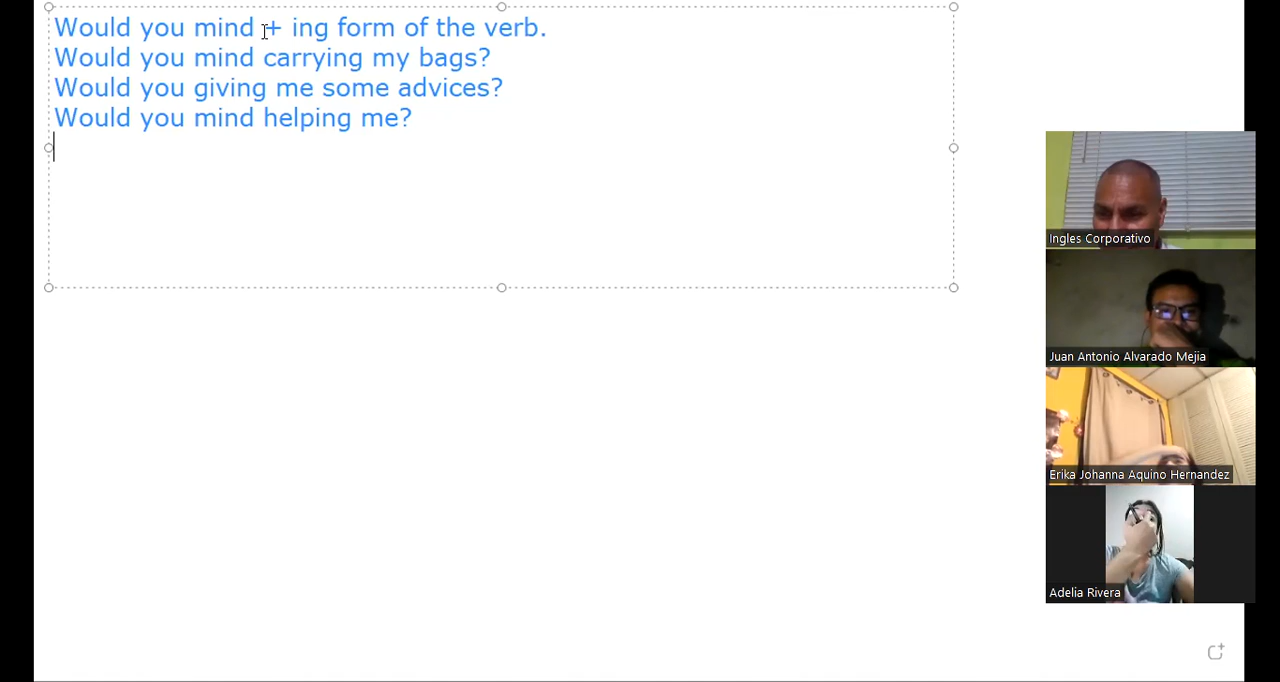 Would you mind + ing form of the verb.
Would you mind carrying my bags?
Would you giving me some advices?
Would you mind helping me?
Ingles Corporativo
Juan Antonio Alvarado Mejia
Erika Johanna Aquino Hernandez
Adelia Rivera